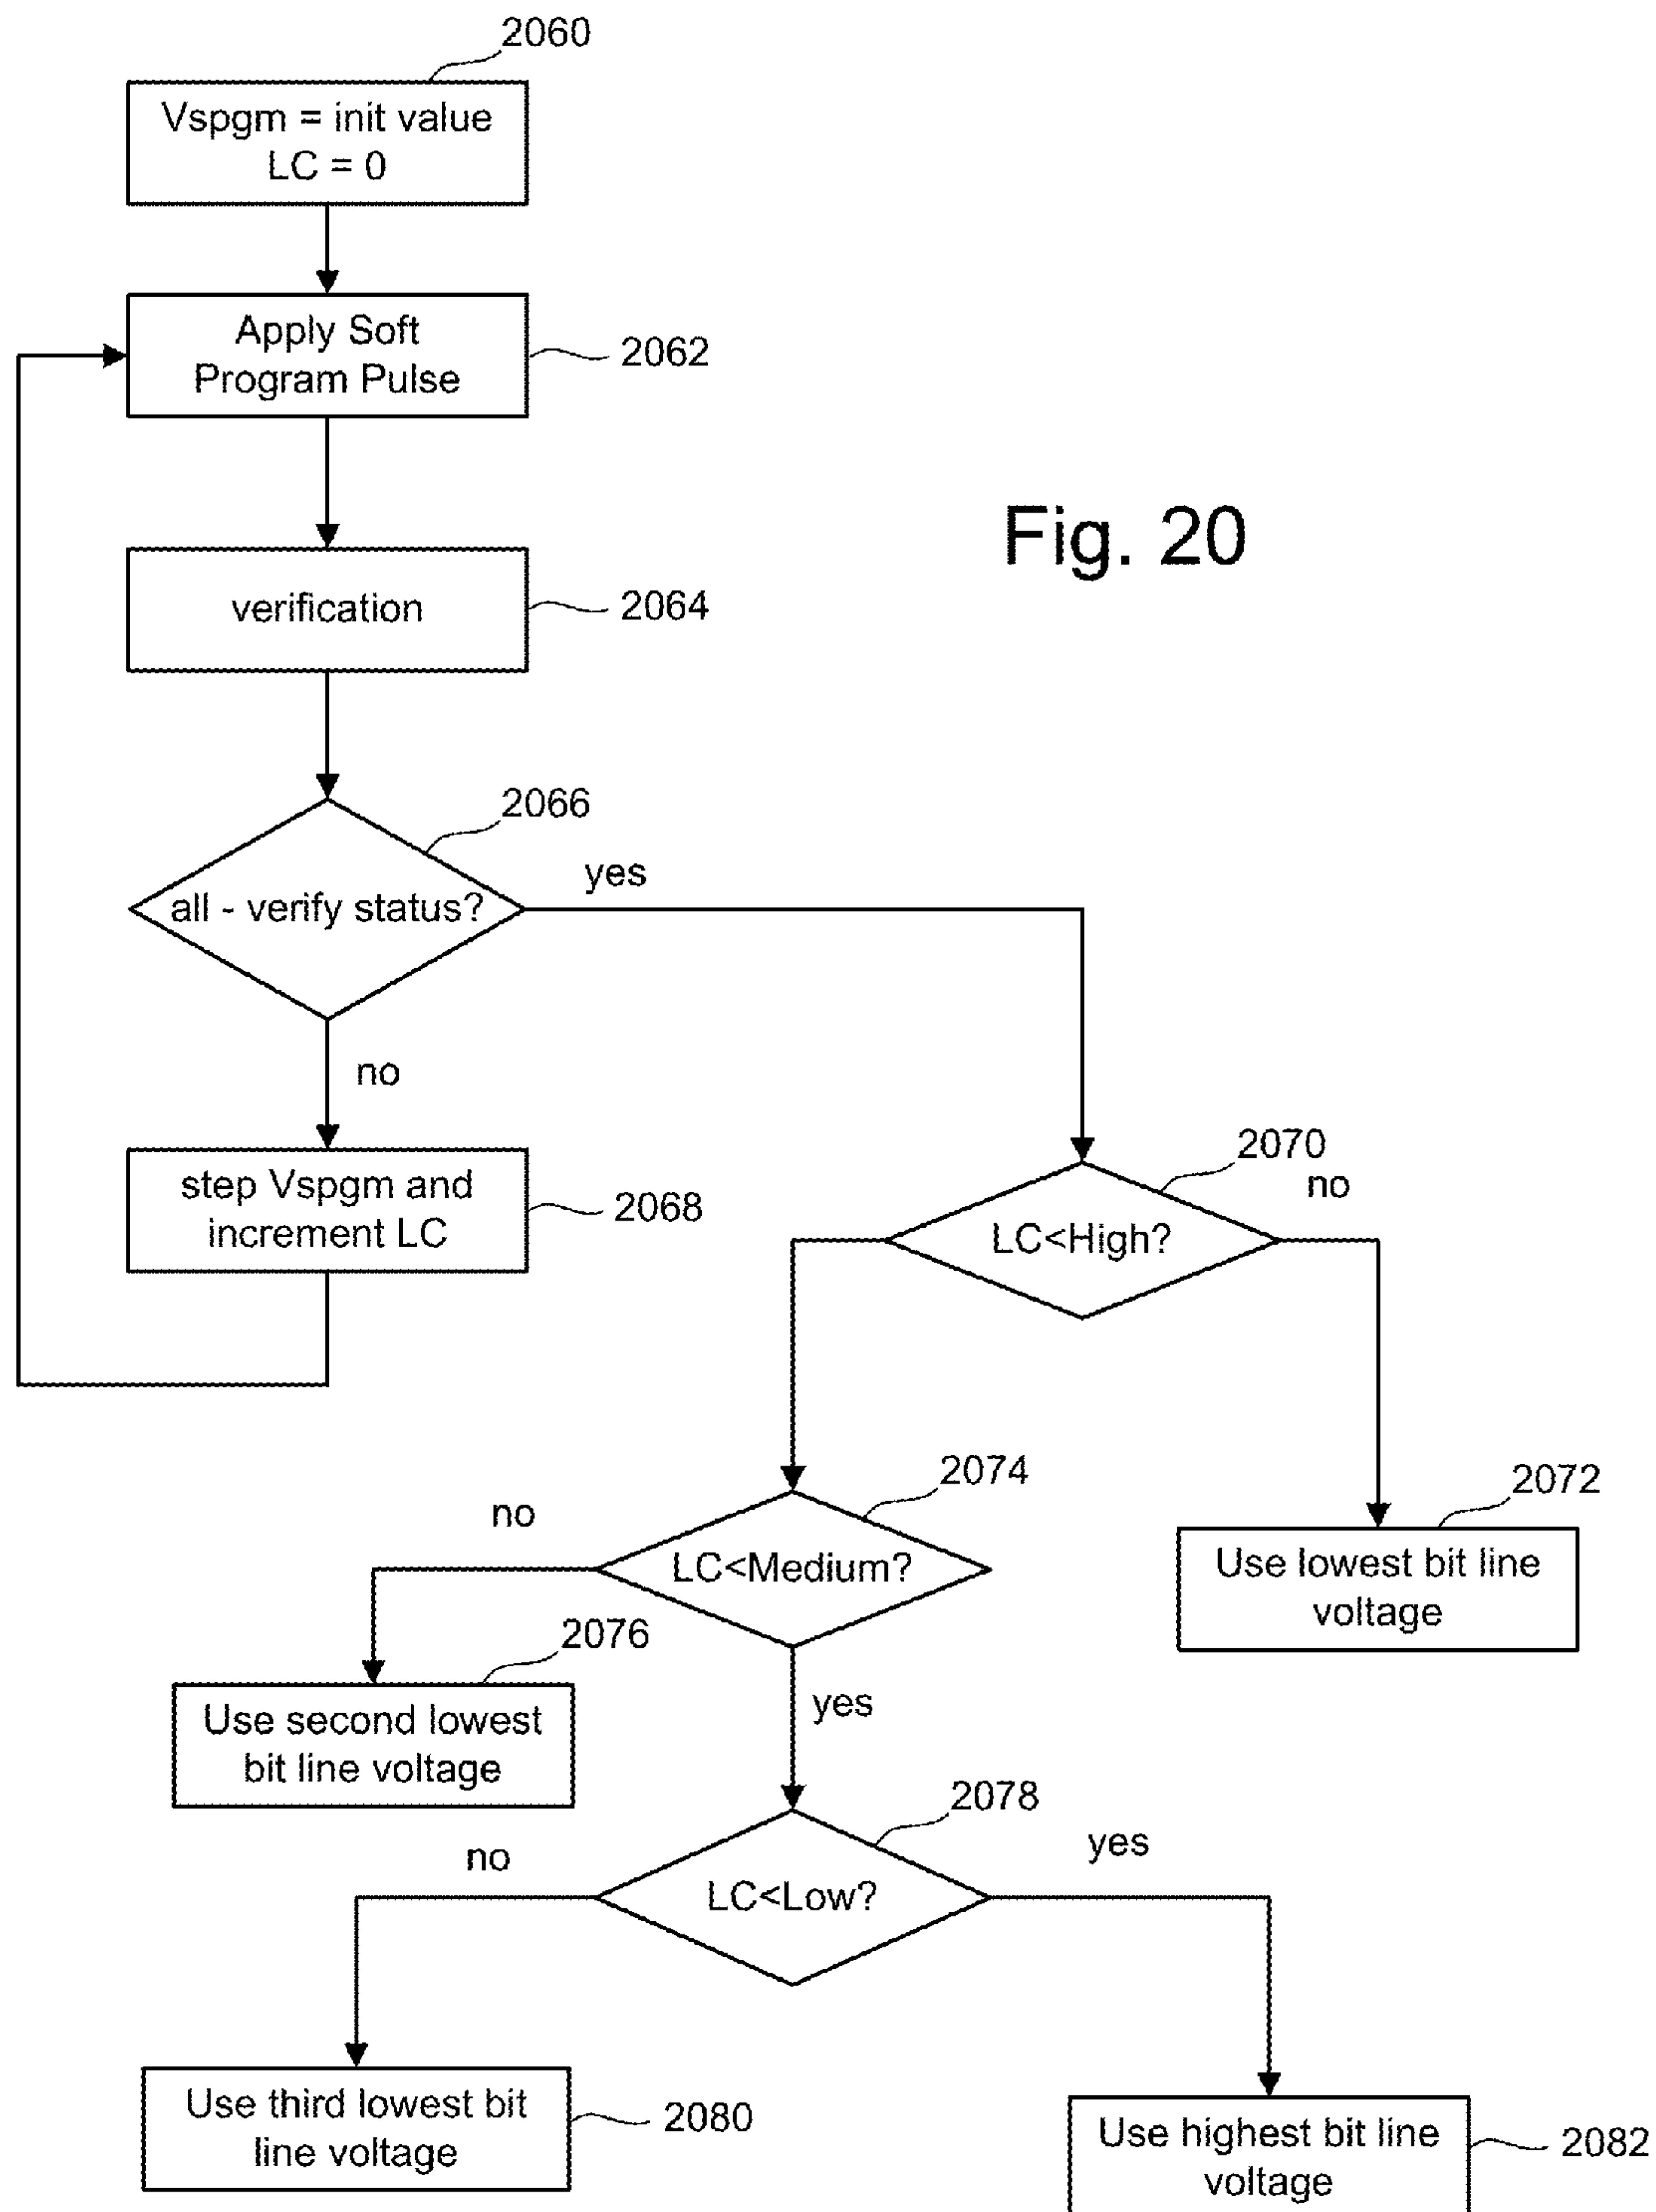 2060
Vspgm = init value
LC = 0
Apply Soft
Program Pulse
2062
Fig. 20
verification
2064
2066
all - verify status?
yes
no
step Vspgm and
increment LC
2068
2070
no
LC<High?
2074
no
LC<Medium?
2072
Use lowest bit line
voltage
2076
Use second lowest
bit line voltage
yes
2078
no
yes
LC<Low?
Use third lowest bit
line voltage
2080
Use highest bit line
voltage
2082